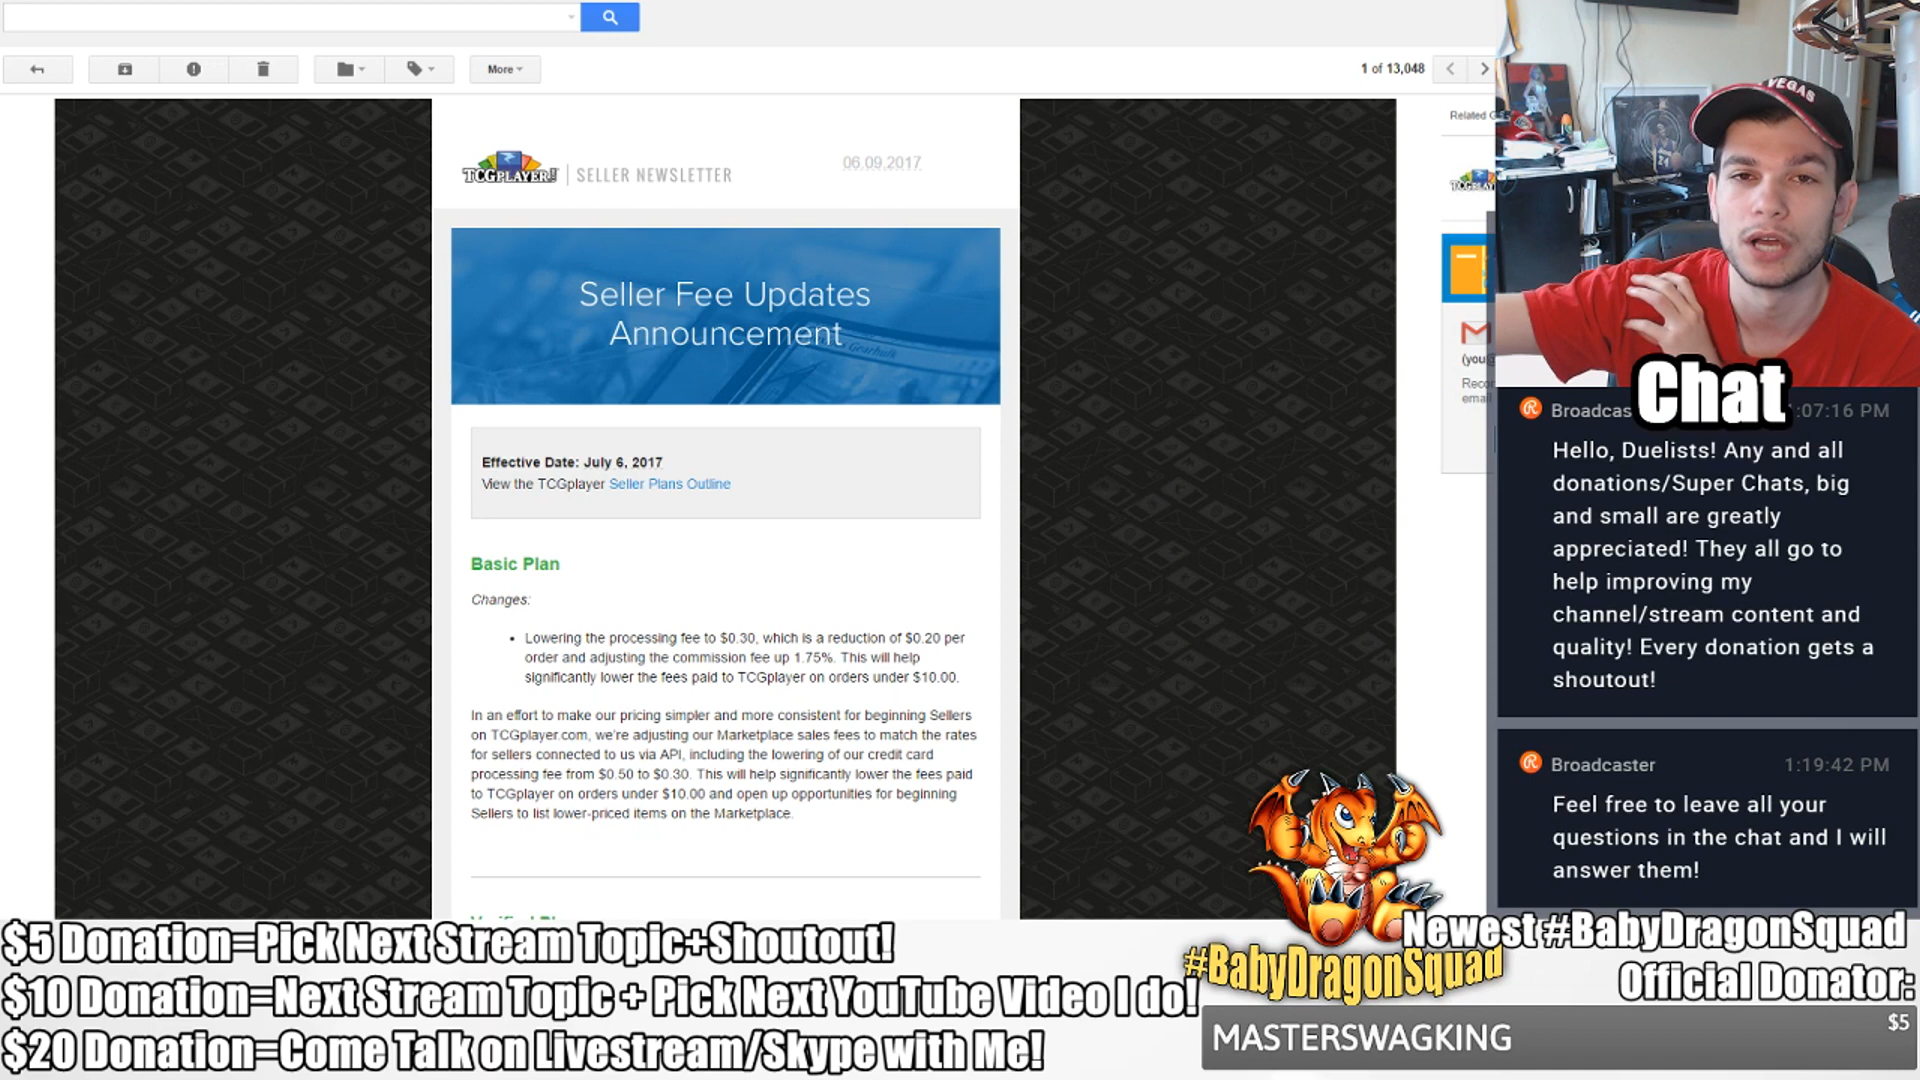 More
1 of 13,048
TCGPLAYER | SELLER NEWSLETTER
06.09.2017
Seller Fee Updates
Announcement
Effective Date: July 6, 2017
View the TCGplayer Seller Plans Outline
Basic Plan
Changes:
• Lowering the processing fee to $0.30, which is a reduction of $0.20 per
order and adjusting the commission fee up 1.75%. This will help
significantly lower the fees paid to TCGplayer on orders under $10.00.
In an effort to make our pricing simpler and more consistent for beginning Sellers
on TCGplayer.com, we're adjusting our Marketplace sales fees to match the rates
for sellers connected to us via API, including the lowering of our credit card
processing fee from $0.50 to $0.30. This will help significantly lower the fees paid
to TCGplayer on orders under $10.00 and open up opportunities for beginning
Sellers to list lower-priced items on the Marketplace.
Related
(you
email
VEGAS
24
Chat
Broadcas :07:16 PM
Hello, Duelists! Any and all
donations/Super Chats, big
and small are greatly
appreciated! They all go to
help improving my
channel/stream content and
quality! Every donation gets a
shoutout!
Broadcaster 1:19:42 PM
Feel free to leave all your
questions in the chat and I will
answer them!
$5 Donation=Pick Next Stream Topic+Shoutout!
$10 Donation=Next Stream Topic + Pick Next YouTube Video I do!
$20 Donation=Come Talk on Livestream/Skype with Me!
#BabyDragonSquad
Newest #BabyDragonSquad
Official Donator:
MASTERSWAGKING
$5